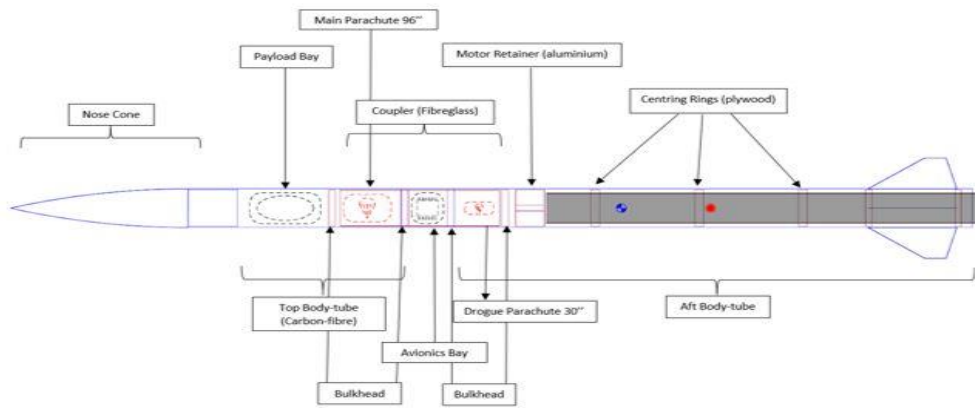 Main Parachute 96’’
Payload Bay
Motor Retainer (aluminium)
Nose Cone
Coupler (Fibreglass)
Centring Rings (plywood)
Top Body-tube
(Carbon-fibre)
Drogue Parachute 30’’
Aft Body-tube
Avionics Bay
Bulkhead
Bulkhead